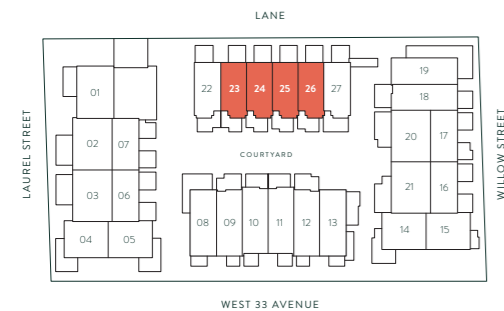 LANE
22 23 24 25 26 27
19
01
18
LAUREL STREET
WILLOW STREET
02 07
20 17
COURTYARD
03 06
21 16
08 09 10 11 12 13
04 05
14 15
WEST 33 AVENUE